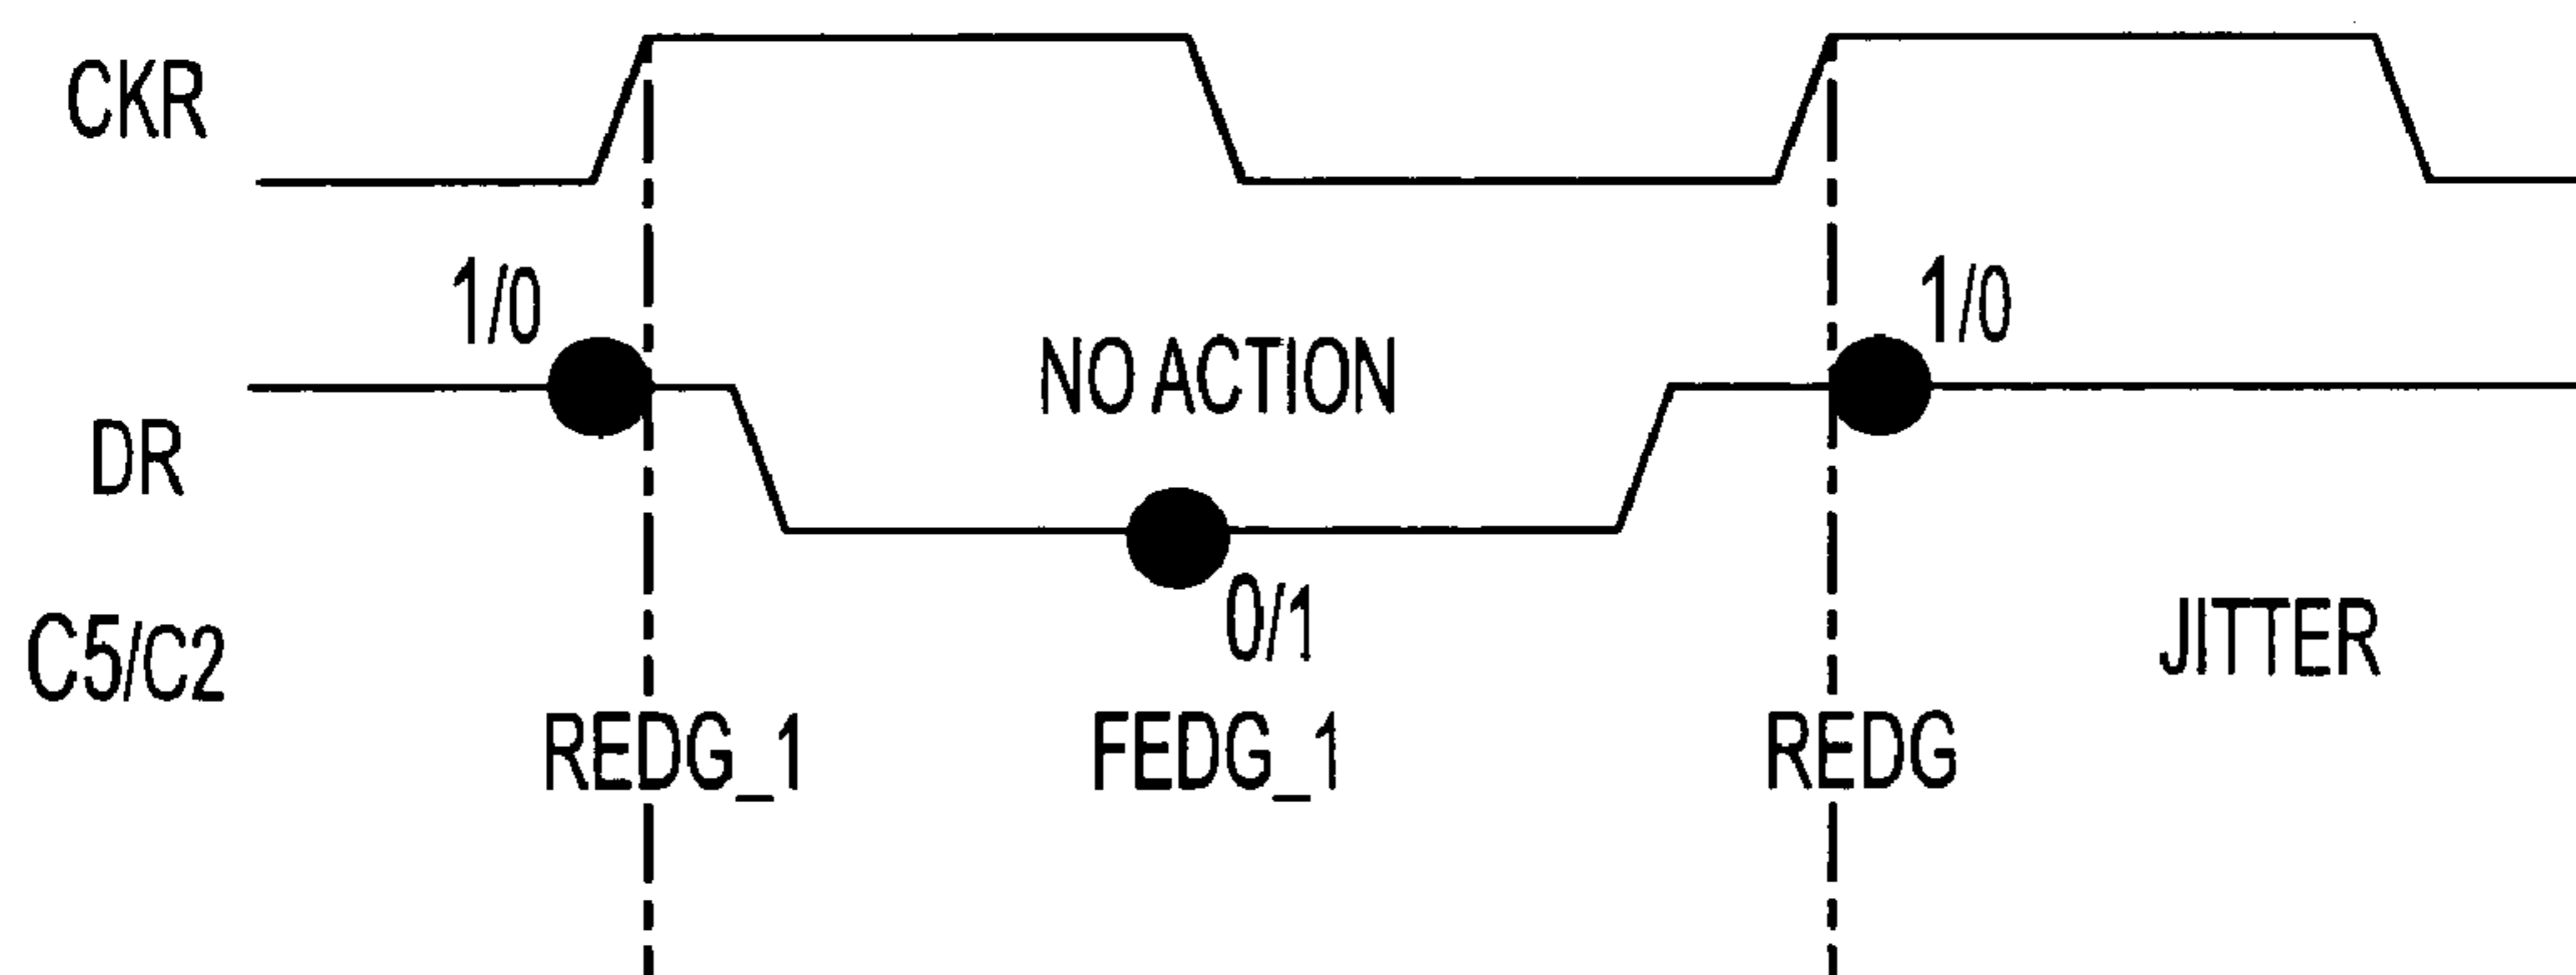 CKR
1/0
1/0
NO ACTION
DR
0/1
C5/C2
JITTER
REDG_1
FEDG_1
REDG